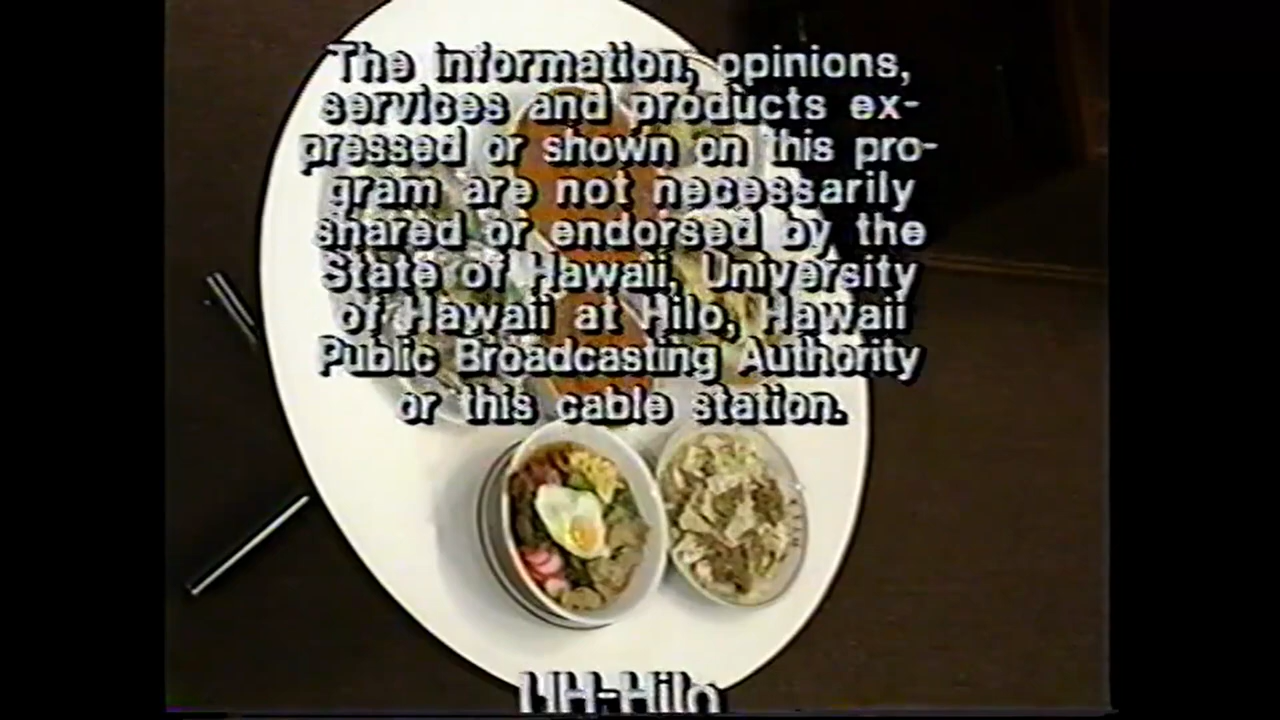 The information, opinions,
services and products ex-
pressed or shown on this pro-
gram are not necessarily
shared or endorsed by the
State of Hawaii, University
of Hawaii at Hilo, Hawaii
Public Broadcasting Authority
or this cable station.
UH-Hilo